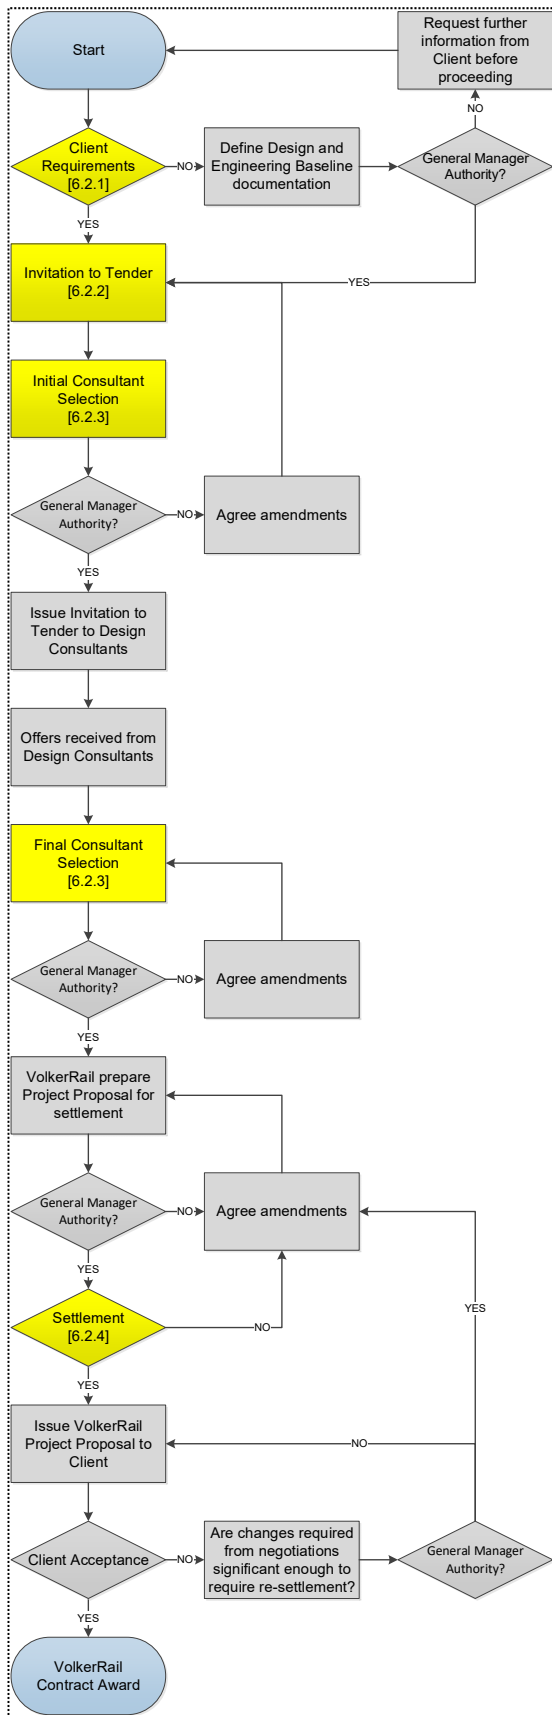 Start
Request further
information from
Client before
proceeding
NO
Client
Requirements
[6.2.1]
NO
Define Design and
Engineering Baseline
documentation
General Manager
Authority?
YES
YES
Invitation to Tender
[6.2.2]
Initial Consultant
Selection
[6.2.3]
General Manager
Authority?
NO
Agree amendments
YES
Issue Invitation to
Tender to Design
Consultants
Offers received from
Design Consultants
Final Consultant
Selection
[6.2.3]
General Manager
Authority?
NO
Agree amendments
YES
VolkerRail prepare
Project Proposal for
settlement
General Manager
Authority?
NO
Agree amendments
YES
YES
Settlement
[6.2.4]
NO
YES
Issue VolkerRail
Project Proposal to
Client
NO
Client Acceptance
NO
Are changes required
from negotiations
significant enough to
require re-settlement?
General Manager
Authority?
YES
VolkerRail
Contract Award